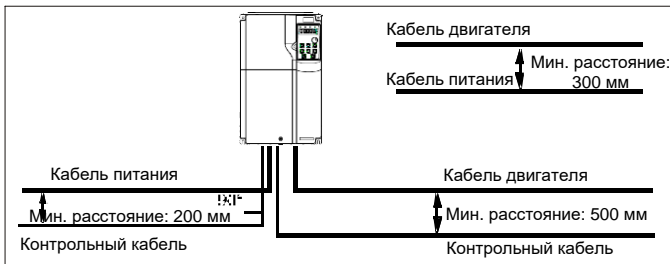 Кабель двигателя
Мин. расстояние:
300 мм
Кабель питания
Кабель питания
Мин. расстояние: 200 мм
Контрольный кабель
Кабель двигателя
Мин. расстояние: 500 мм
Контрольный кабель